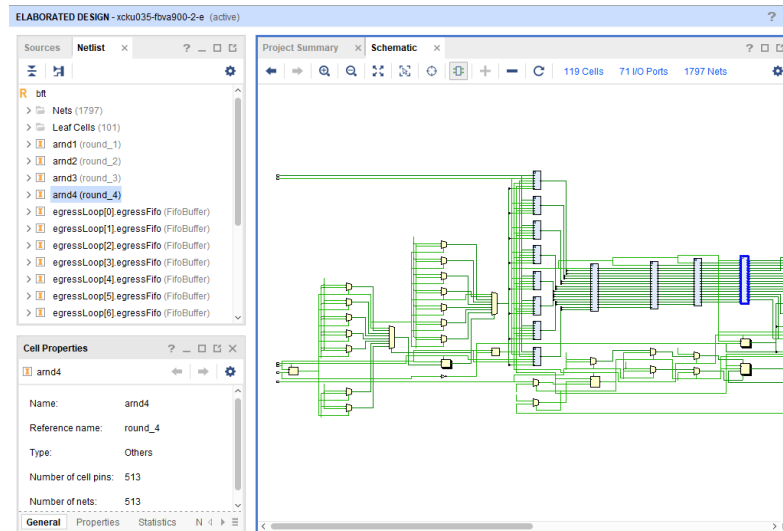 ELABORATED DESIGN - xcku035-fbva900-2-e (active)
Sources Netlist
Project Summary Schematic
119 Cells 71 I/O Ports 1797 Nets
bft
Nets (1797)
Leaf Cells (101)
arnd1 (round_1)
arnd2 (round_2)
arnd3 (round_3)
arnd4 (round_4)
egressLoop[0].egressFifo (FifoBuffer)
egressLoop[1].egressFifo (FifoBuffer)
egressLoop[2].egressFifo (FifoBuffer)
egressLoop[3].egressFifo (FifoBuffer)
egressLoop[4].egressFifo (FifoBuffer)
egressLoop[5].egressFifo (FifoBuffer)
egressLoop[6].egressFifo (FifoBuffer)
Cell Properties
arnd4
Name: arnd4
Reference name: round_4
Type: Others
Number of cell pins: 513
Number of nets: 513
General Properties Statistics N